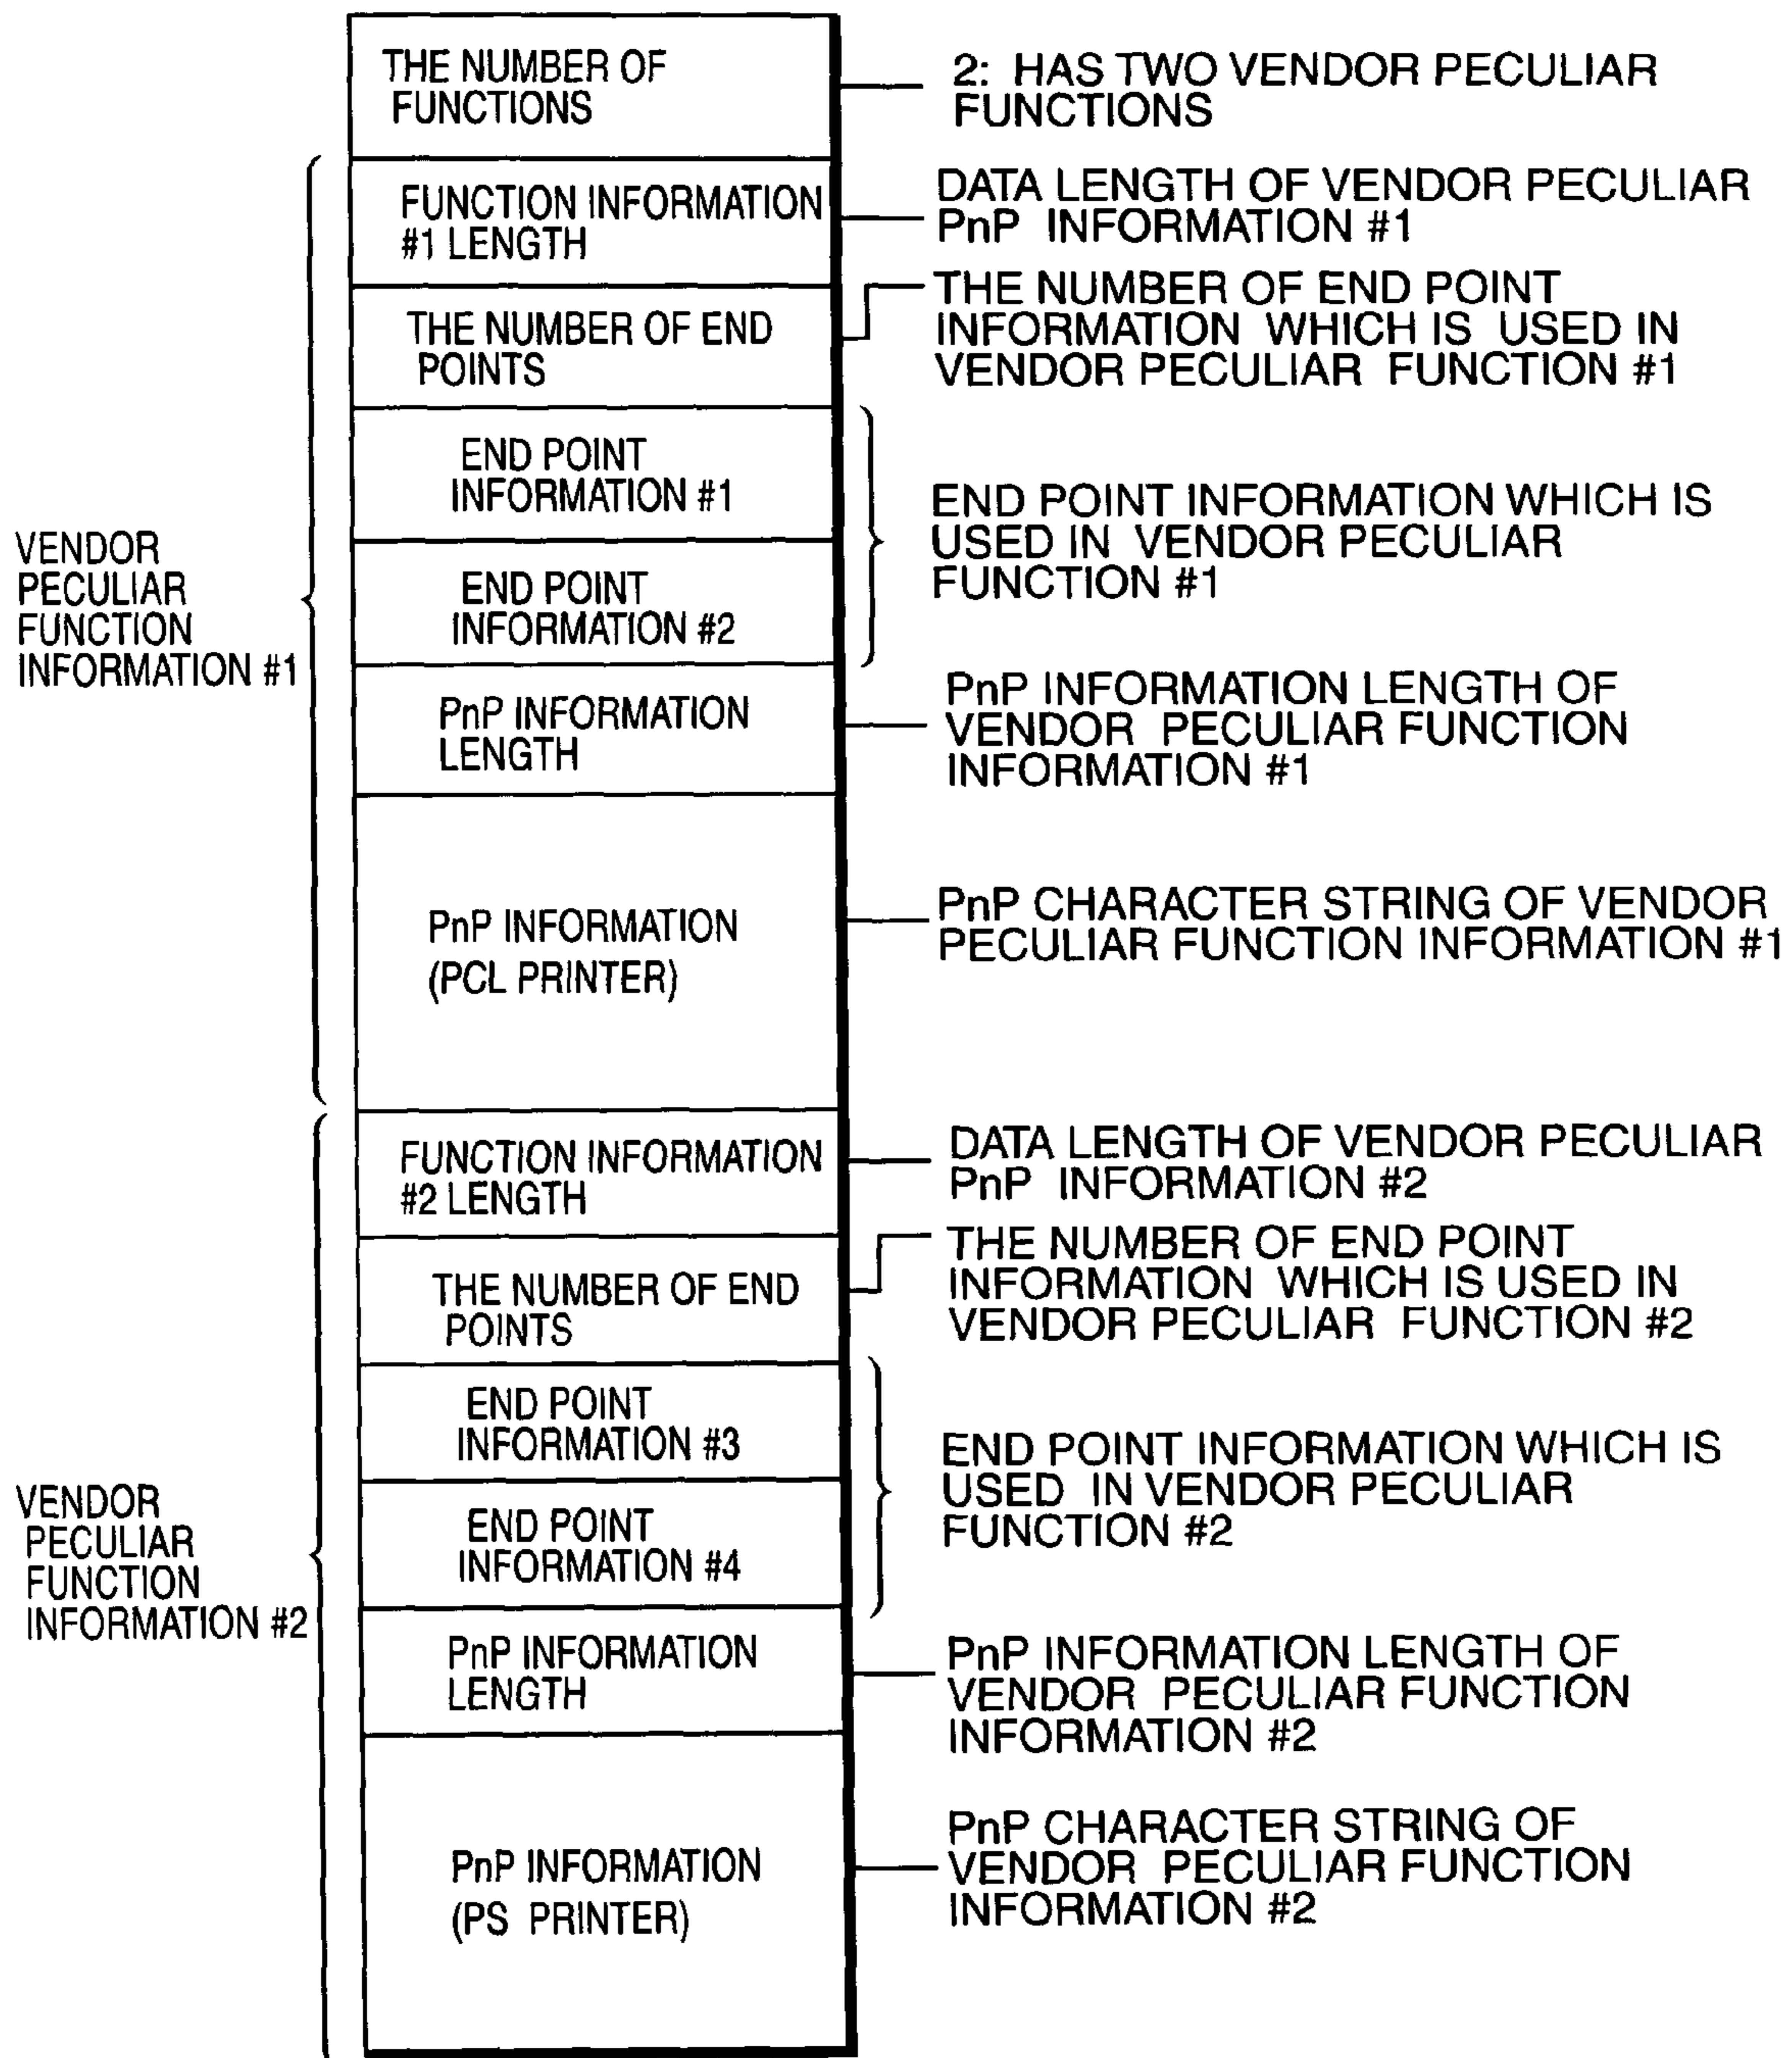 THE NUMBER OF
FUNCTIONS
2: HAS TWO VENDOR PECULIAR
FUNCTIONS
VENDOR
PECULIAR
FUNCTION
INFORMATION #1
FUNCTION INFORMATION
#1 LENGTH
DATA LENGTH OF VENDOR PECULIAR
PnP INFORMATION #1
THE NUMBER OF END
POINTS
THE NUMBER OF END POINT
INFORMATION WHICH IS USED IN
VENDOR PECULIAR FUNCTION #1
END POINT
INFORMATION #1
END POINT
INFORMATION #2
END POINT INFORMATION WHICH IS
USED IN VENDOR PECULIAR
FUNCTION #1
PnP INFORMATION
LENGTH
PnP INFORMATION LENGTH OF
VENDOR PECULIAR FUNCTION
INFORMATION #1
PnP INFORMATION
(PCL PRINTER)
PnP CHARACTER STRING OF VENDOR
PECULIAR FUNCTION INFORMATION #1
VENDOR
PECULIAR
FUNCTION
INFORMATION #2
FUNCTION INFORMATION
#2 LENGTH
DATA LENGTH OF VENDOR PECULIAR
PnP INFORMATION #2
THE NUMBER OF END
POINTS
THE NUMBER OF END POINT
INFORMATION WHICH IS USED IN
VENDOR PECULIAR FUNCTION #2
END POINT
INFORMATION #3
END POINT
INFORMATION #4
END POINT INFORMATION WHICH IS
USED IN VENDOR PECULIAR
FUNCTION #2
PnP INFORMATION
LENGTH
PnP INFORMATION LENGTH OF
VENDOR PECULIAR FUNCTION
INFORMATION #2
PnP INFORMATION
(PS PRINTER)
PnP CHARACTER STRING OF
VENDOR PECULIAR FUNCTION
INFORMATION #2